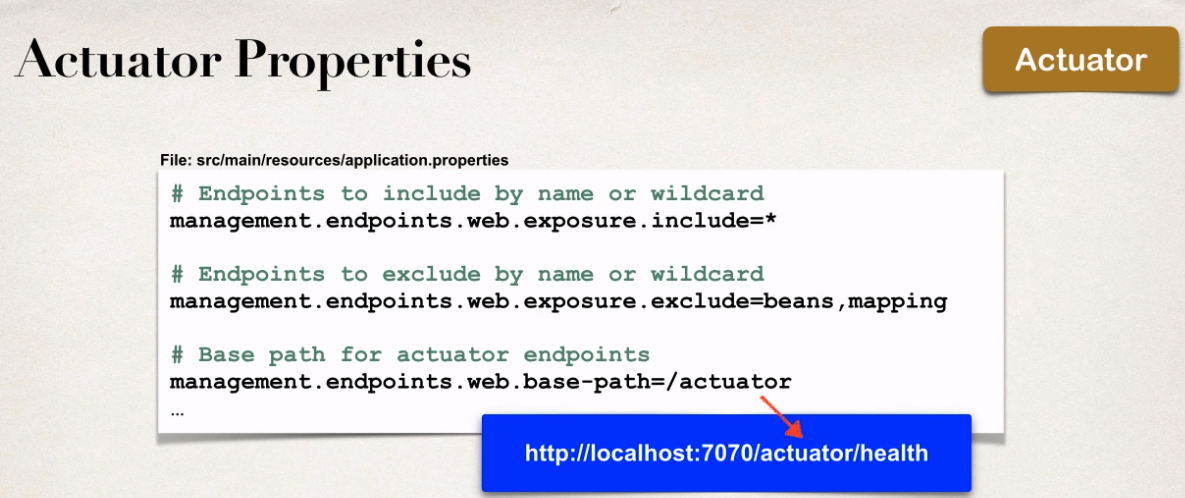 Actuator Properties
Actuator
File: src/main/resources/application.properties
# Endpoints to include by name or wildcard
management.endpoints.web.exposure.include=*
# Endpoints to exclude by name or wildcard
management.endpoints.web.exposure.exclude=beans,mapping
# Base path for actuator endpoints
management.endpoints.web.base-path=/actuator
…
http://localhost:7070/actuator/health